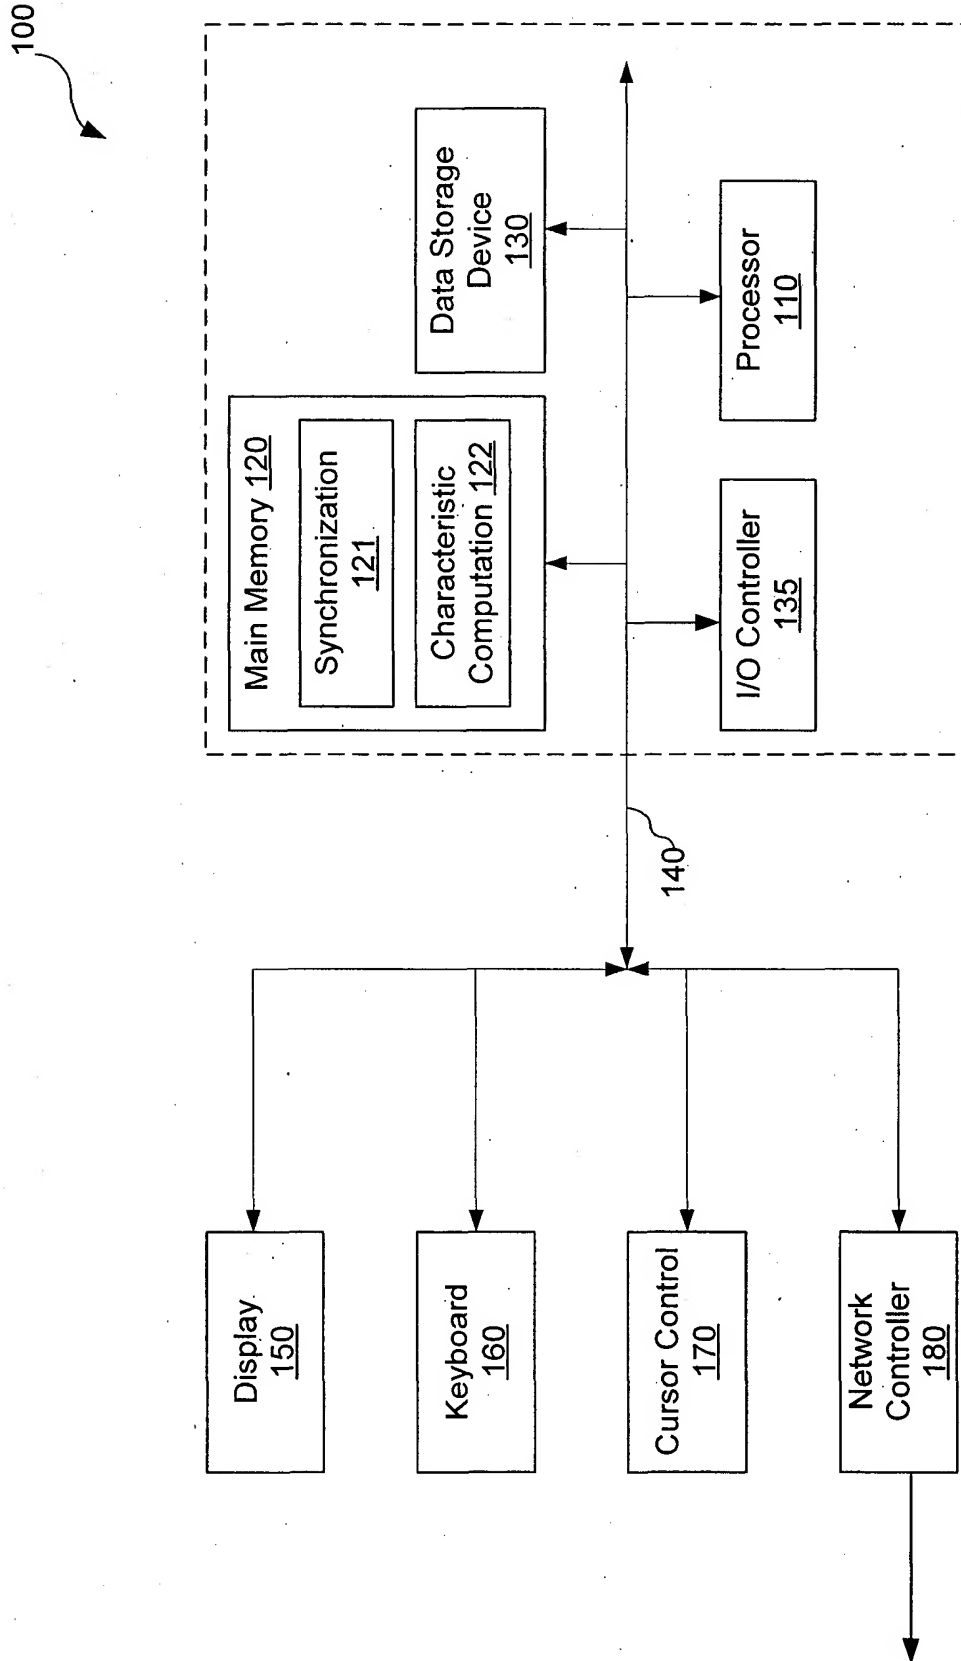 100
Main Memory 120
Synchronization
121
Characteristic
Computation 122
Data Storage
Device
130
I/O Controller
135
Processor
110
140
Display
150
Keyboard
160
Cursor Control
170
Network
Controller
180